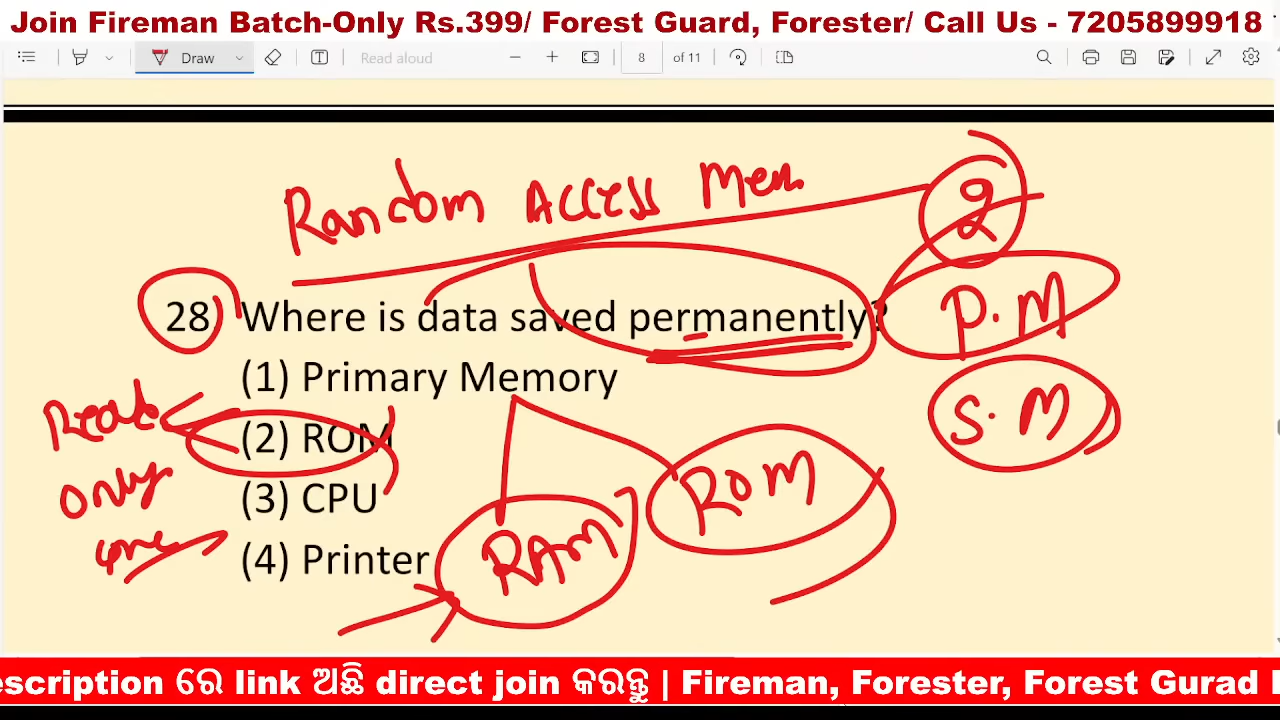 Join Fireman Batch-Only Rs.399/ Forest Guard, Forester/ Call Us - 7205899918
Draw
Read aloud
8
of 11
Random Access Mem
2
28) Where is data saved permanently?
P.M
(1) Primary Memory
S.M
Read
(2) ROM
ROM
only
(3) CPU
RAM
(4) Printer
escription ରେ link ଅଛି direct join କରନ୍ତୁ | Fireman, Forester, Forest Gurad